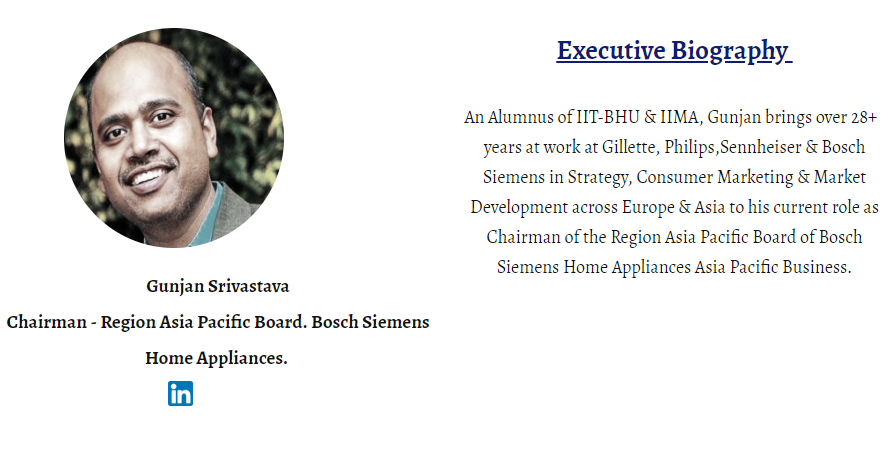 Gunjan Srivastava
Chairman - Region Asia Pacific Board. Bosch Siemens
Home Appliances.
in
Executive Biography
An Alumnus of IIT-BHU & IIMA, Gunjan brings over 28+
years at work at Gillette, Philips,Sennheiser & Bosch
Siemens in Strategy, Consumer Marketing & Market
Development across Europe & Asia to his current role as
Chairman of the Region Asia Pacific Board of Bosch
Siemens Home Appliances Asia Pacific Business.